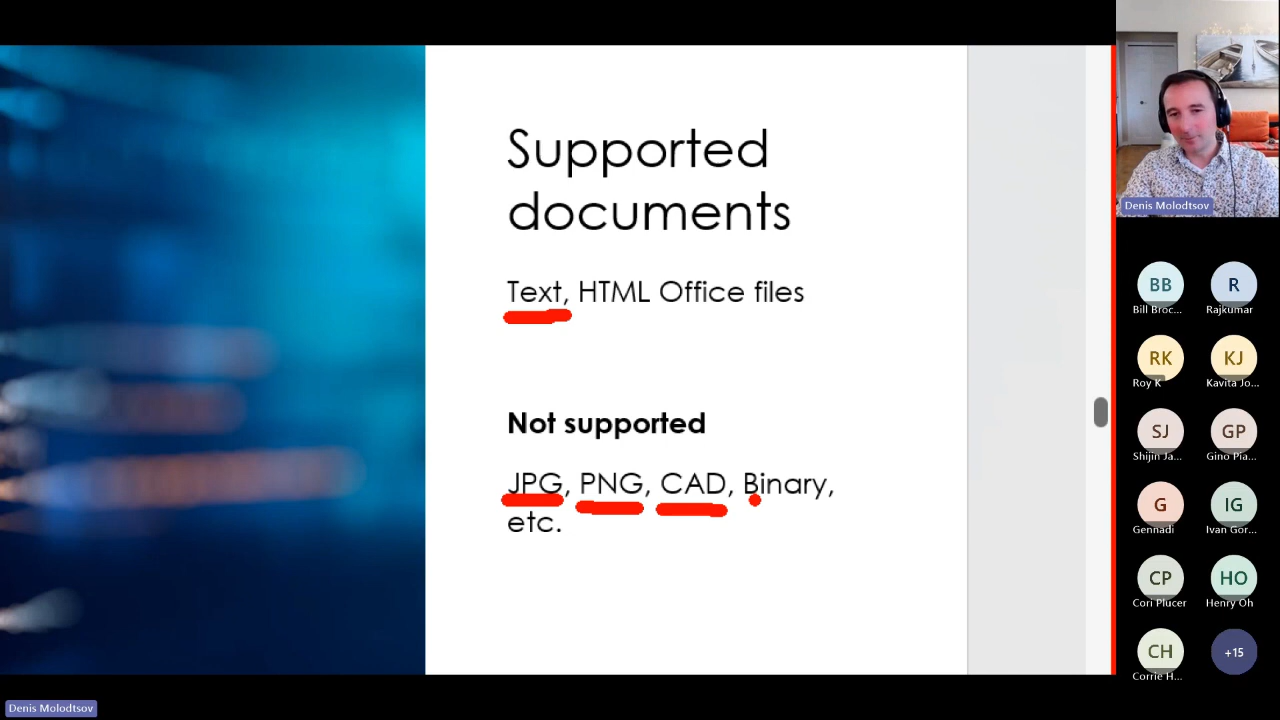 Supported
documents
Text, HTML Office files
Not supported
JPG, PNG, CAD, Binary,
etc.
Denis Molodtsov
BB
Bill Broc...
R
Rajkumar
RK
Roy K
KJ
Kavita Jo...
SJ
Shijin Ja...
GP
Gino Pia...
G
Gennadi
IG
Ivan Gor...
CP
Cori Plucer
HO
Henry Oh
CH
Corrie H...
+15
Denis Molodtsov